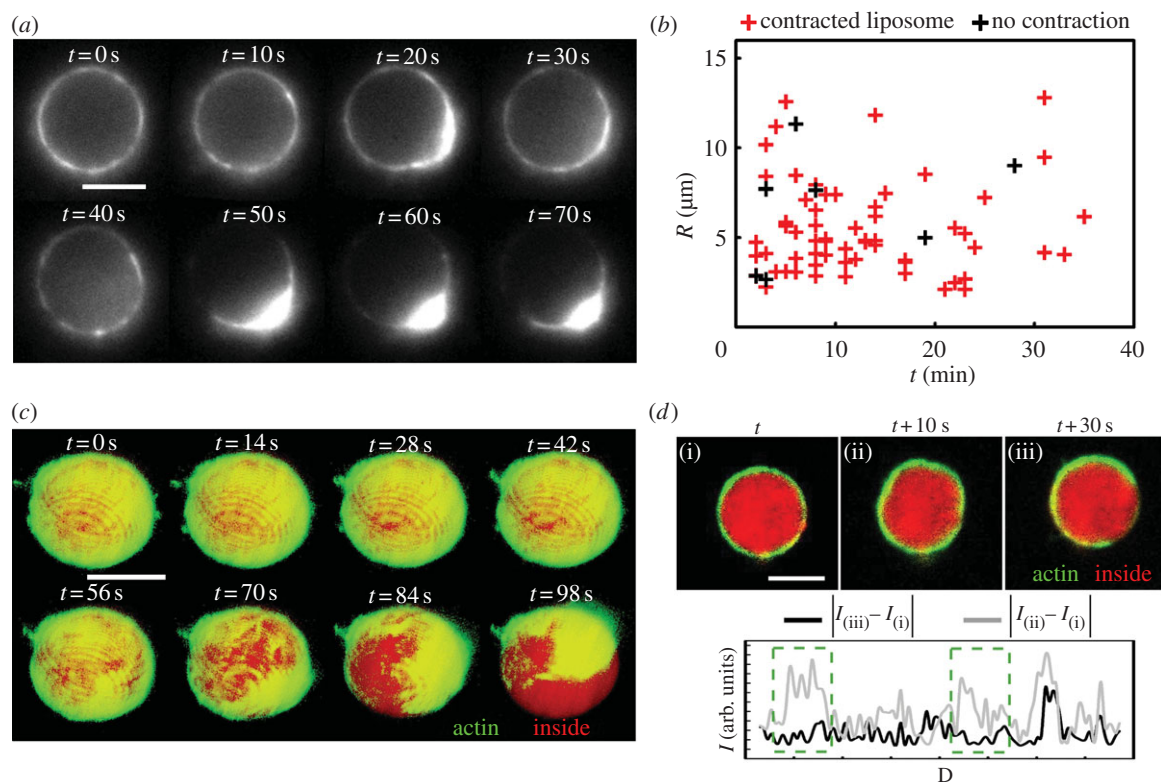 (a)
t=0 s t=10 s t=20 s t=30 s
t=40 s t=50 s t=60 s t=70 s
(b)
contracted liposome no contraction
15
10
5
0 10 20 30 40
R (μm)
t (min)
(c)
t=0 s t=14 s t=28 s t=42 s
t=56 s t=70 s t=84 s t=98 s
actin inside
(d)
t t+10 s t+30 s
(i) (ii) (iii)
actin inside
|I(iii)−I(i)| |I(ii)−I(i)|
I (arb. units)
D